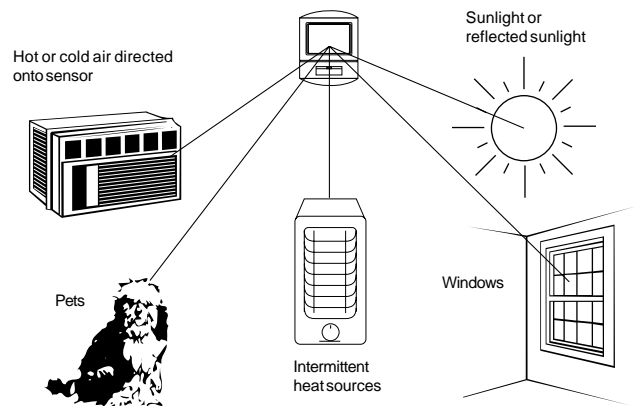 Sunlight or
reflected sunlight
Hot or cold air directed
onto sensor
Pets
Windows
Intermittent
heat sources